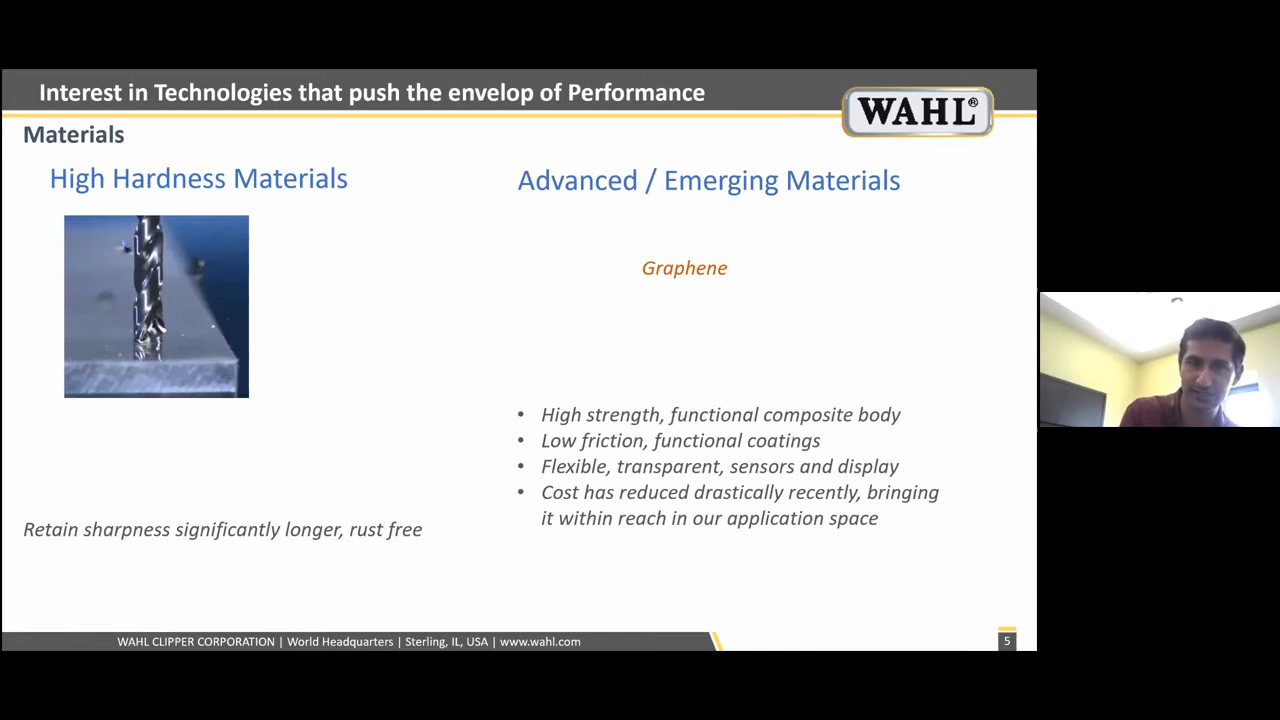 Interest in Technologies that push the envelop of Performance
WAHL®
Materials
High Hardness Materials
Advanced / Emerging Materials
Graphene
• High strength, functional composite body
• Low friction, functional coatings
• Flexible, transparent, sensors and display
• Cost has reduced drastically recently, bringing
it within reach in our application space
Retain sharpness significantly longer, rust free
WAHL CLIPPER CORPORATION | World Headquarters | Sterling, IL, USA | www.wahl.com
5